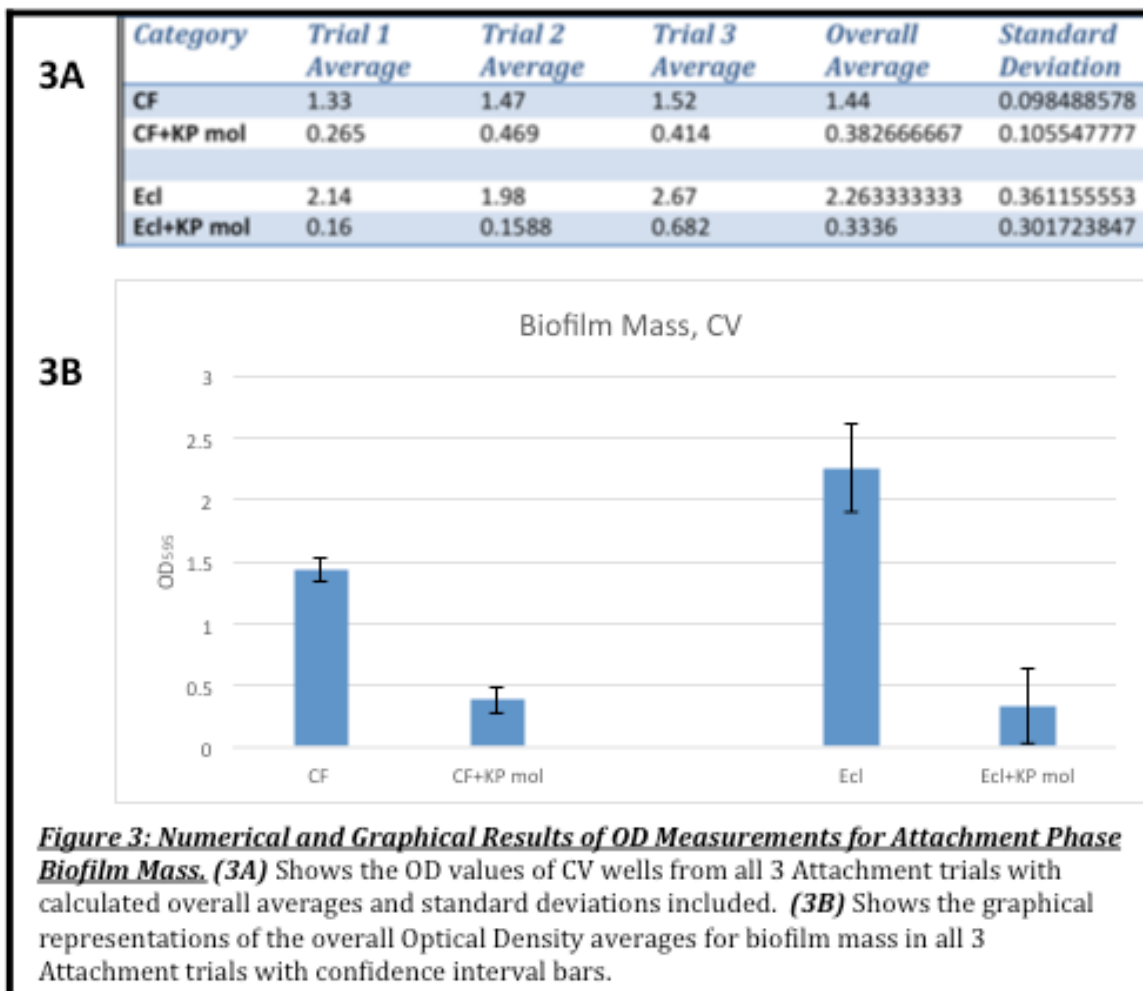 3A
Category Trial 1 Average Trial 2 Average Trial 3 Average Overall Average Standard Deviation
CF 1.33 1.47 1.52 1.44 0.098488578
CF+KP mol 0.265 0.469 0.414 0.382666667 0.105547777
Ecl 2.14 1.98 2.67 2.263333333 0.361155553
Ecl+KP mol 0.16 0.1588 0.682 0.3336 0.301723847
3B
Biofilm Mass, CV
3
2.5
2
1.5
1
0.5
0
OD595
CF CF+KP mol Ecl Ecl+KP mol
Figure 3: Numerical and Graphical Results of OD Measurements for Attachment Phase
Biofilm Mass. (3A) Shows the OD values of CV wells from all 3 Attachment trials with
calculated overall averages and standard deviations included. (3B) Shows the graphical
representations of the overall Optical Density averages for biofilm mass in all 3
Attachment trials with confidence interval bars.